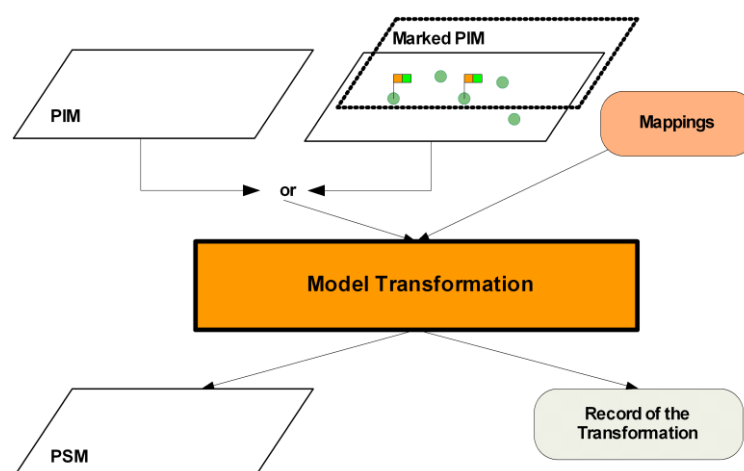 Marked PIM
PIM
Mappings
or
Model Transformation
PSM
Record of the
Transformation